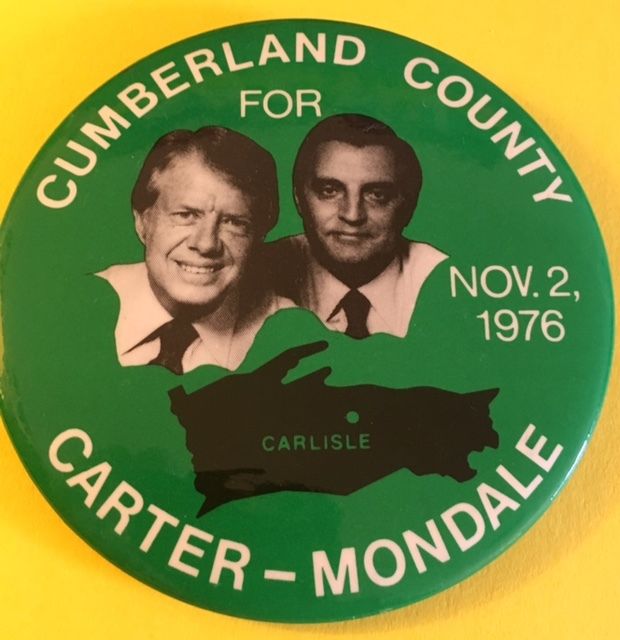 CUMBERLAND COUNTY
FOR
NOV. 2,
1976
CARLISLE
CARTER – MONDALE